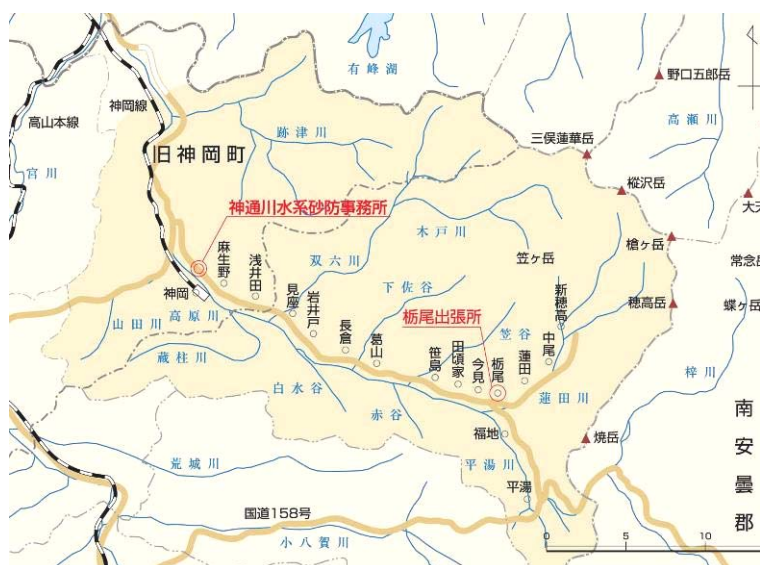 有峰湖
野口五郎岳
神岡線
高山本線
跡津川
高瀬川
三俣蓮華岳
旧神岡町
宮川
樅沢岳
大天
神通川水系砂防事務所
木戸川
槍ヶ岳
麻生野
浅井田
双六川
笠ヶ岳
常念岳
下佐谷
神岡
見座
岩井戸
新穂高
穂高岳
蝶ヶ岳
高原川
栃尾出張所
山田川
長倉
葛山
笠谷
中尾
蔵柱川
笹島
田頃家
今見
栃尾
蓮田
梓川
白水谷
蓮田川
赤谷
南安曇郡
福地
焼岳
荒城川
平湯川
平湯
国道158号
小八賀川
0 5 10